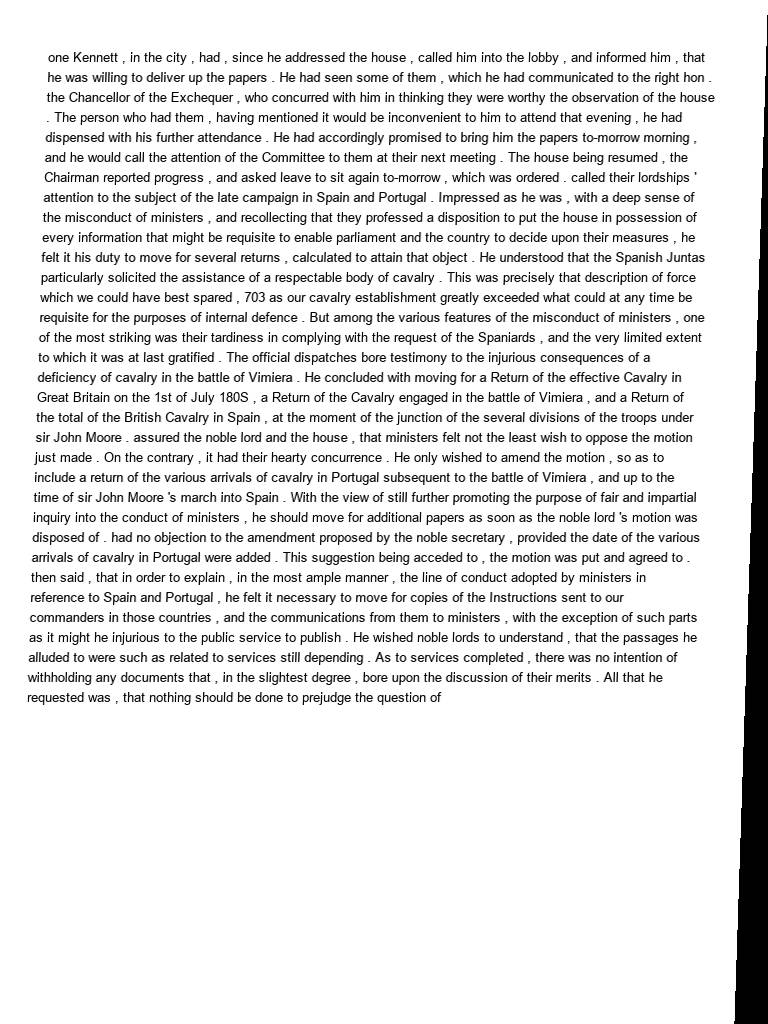 one Kennett , in the city , had , since he addressed the house , called him into the lobby , and informed him , that
he was willing to deliver up the papers . He had seen some of them , which he had communicated to the right hon .
the Chancellor of the Exchequer , who concurred with him in thinking they were worthy the observation of the house
. The person who had them , having mentioned it would be inconvenient to him to attend that evening , he had
dispensed with his further attendance . He had accordingly promised to bring him the papers to-morrow morning ,
and he would call the attention of the Committee to them at their next meeting . The house being resumed , the
Chairman reported progress , and asked leave to sit again to-morrow , which was ordered . called their lordships '
attention to the subject of the late campaign in Spain and Portugal . Impressed as he was , with a deep sense of
the misconduct of ministers , and recollecting that they professed a disposition to put the house in possession of
every information that might be requisite to enable parliament and the country to decide upon their measures , he
felt it his duty to move for several returns , calculated to attain that object . He understood that the Spanish Juntas
particularly solicited the assistance of a respectable body of cavalry . This was precisely that description of force
which we could have best spared , 703 as our cavalry establishment greatly exceeded what could at any time be
requisite for the purposes of internal defence . But among the various features of the misconduct of ministers , one
of the most striking was their tardiness in complying with the request of the Spaniards , and the very limited extent
to which it was at last gratified . The official dispatches bore testimony to the injurious consequences of a
deficiency of cavalry in the battle of Vimiera . He concluded with moving for a Return of the effective Cavalry in
Great Britain on the 1st of July 180S , a Return of the Cavalry engaged in the battle of Vimiera , and a Return of
the total of the British Cavalry in Spain , at the moment of the junction of the several divisions of the troops under
sir John Moore . assured the noble lord and the house , that ministers felt not the least wish to oppose the motion
just made . On the contrary , it had their hearty concurrence . He only wished to amend the motion , so as to
include a return of the various arrivals of cavalry in Portugal subsequent to the battle of Vimiera , and up to the
time of sir John Moore 's march into Spain . With the view of still further promoting the purpose of fair and impartial
inquiry into the conduct of ministers , he should move for additional papers as soon as the noble lord 's motion was
disposed of . had no objection to the amendment proposed by the noble secretary , provided the date of the various
arrivals of cavalry in Portugal were added . This suggestion being acceded to , the motion was put and agreed to .
then said , that in order to explain , in the most ample manner , the line of conduct adopted by ministers in
reference to Spain and Portugal , he felt it necessary to move for copies of the Instructions sent to our
commanders in those countries , and the communications from them to ministers , with the exception of such parts
as it might he injurious to the public service to publish . He wished noble lords to understand , that the passages he
alluded to were such as related to services still depending . As to services completed , there was no intention of
withholding any documents that , in the slightest degree , bore upon the discussion of their merits . All that he
requested was , that nothing should be done to prejudge the question of